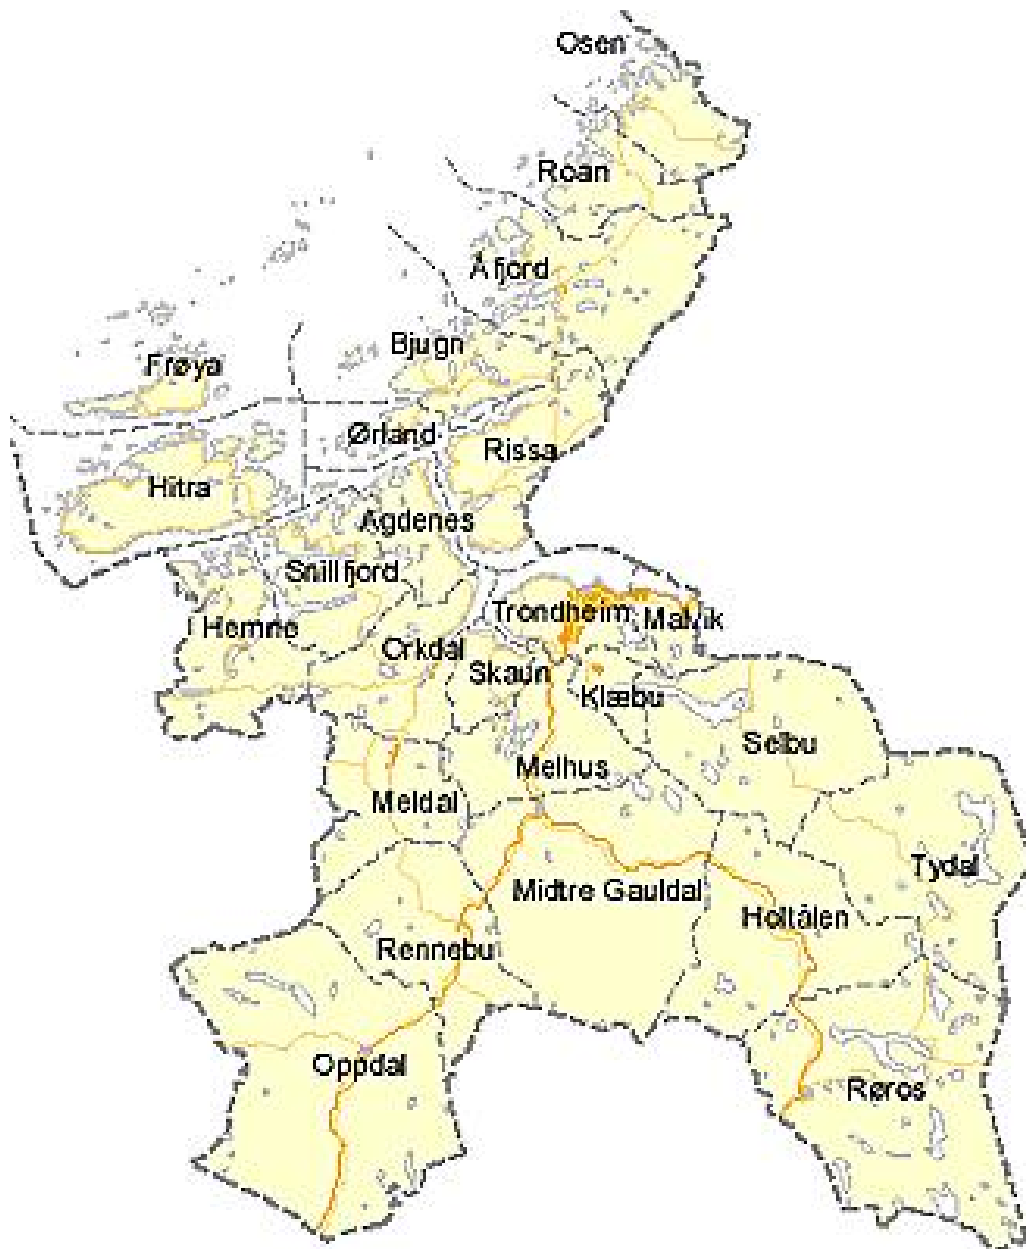 Osen
Roan
Åfjord
Bjugn
Frøya
Ørland
Rissa
Hitra
Agdenes
Snillfjord
Trondheim
Malvik
Hemne
Orkdal
Skaun
Klæbu
Selbu
Melhus
Meldal
Tydal
Midtre Gauldal
Holtålen
Rennebu
Oppdal
Røros